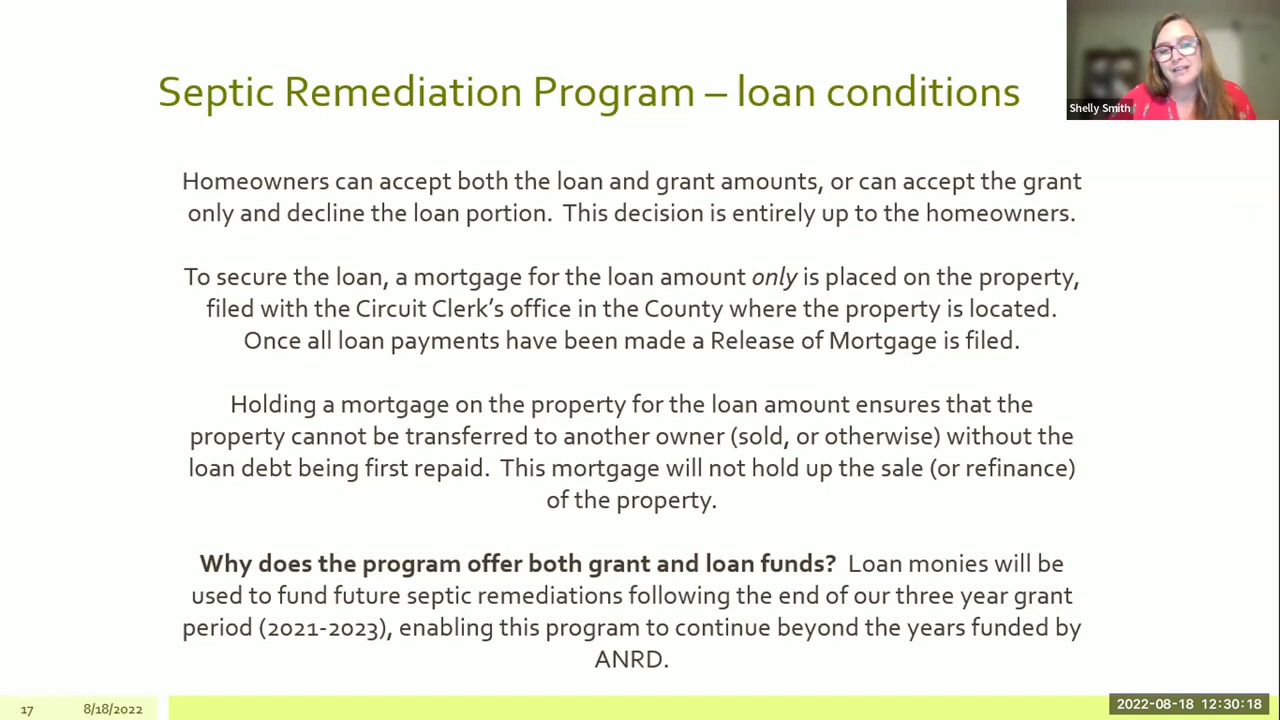 Septic Remediation Program – loan conditions
Shelly Smith
Homeowners can accept both the loan and grant amounts, or can accept the grant
only and decline the loan portion.  This decision is entirely up to the homeowners.
To secure the loan, a mortgage for the loan amount only is placed on the property,
filed with the Circuit Clerk’s office in the County where the property is located.
Once all loan payments have been made a Release of Mortgage is filed.
Holding a mortgage on the property for the loan amount ensures that the
property cannot be transferred to another owner (sold, or otherwise) without the
loan debt being first repaid.  This mortgage will not hold up the sale (or refinance)
of the property.
Why does the program offer both grant and loan funds?  Loan monies will be
used to fund future septic remediations following the end of our three year grant
period (2021-2023), enabling this program to continue beyond the years funded by
ANRD.
17 8/18/2022
2022-08-18 12:30:18